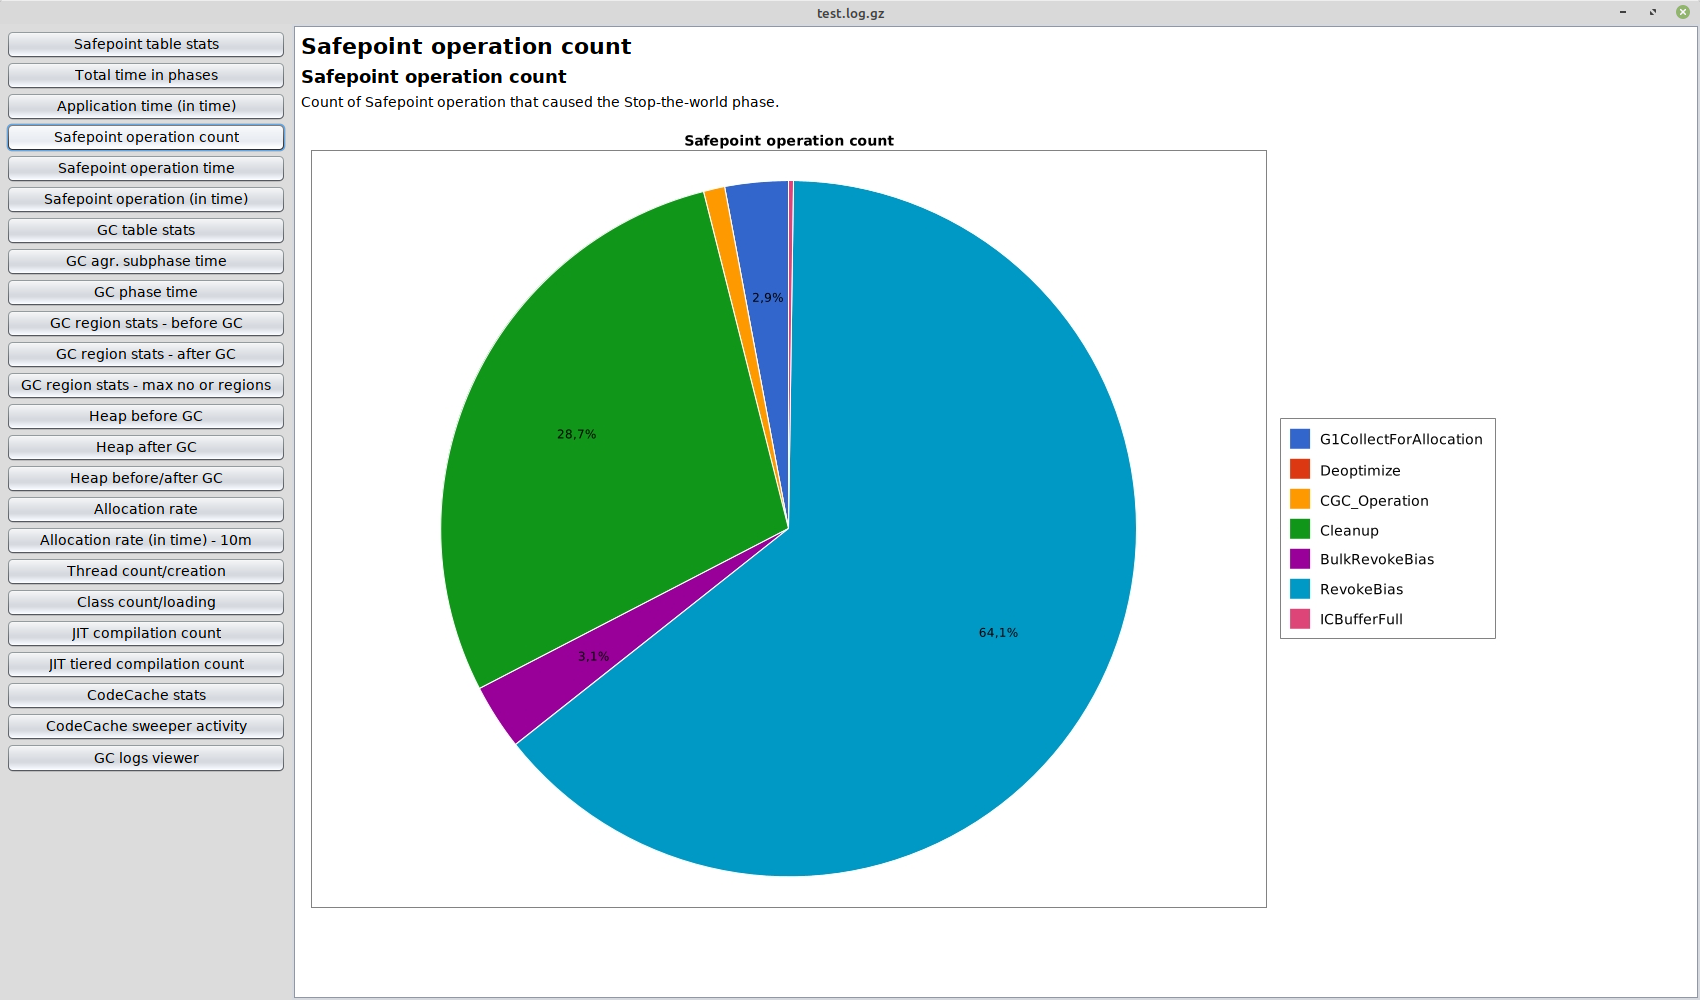 test.log.gz
Safepoint table stats
Total time in phases
Application time (in time)
Safepoint operation count
Safepoint operation time
Safepoint operation (in time)
GC table stats
GC agr. subphase time
GC phase time
GC region stats - before GC
GC region stats - after GC
GC region stats - max no or regions
Heap before GC
Heap after GC
Heap before/after GC
Allocation rate
Allocation rate (in time) - 10m
Thread count/creation
Class count/loading
JIT compilation count
JIT tiered compilation count
CodeCache stats
CodeCache sweeper activity
GC logs viewer
Safepoint operation count
Safepoint operation count
Count of Safepoint operation that caused the Stop-the-world phase.
Safepoint operation count
2,9%
28,7%
64,1%
3,1%
G1CollectForAllocation
Deoptimize
CGC_Operation
Cleanup
BulkRevokeBias
RevokeBias
ICBufferFull